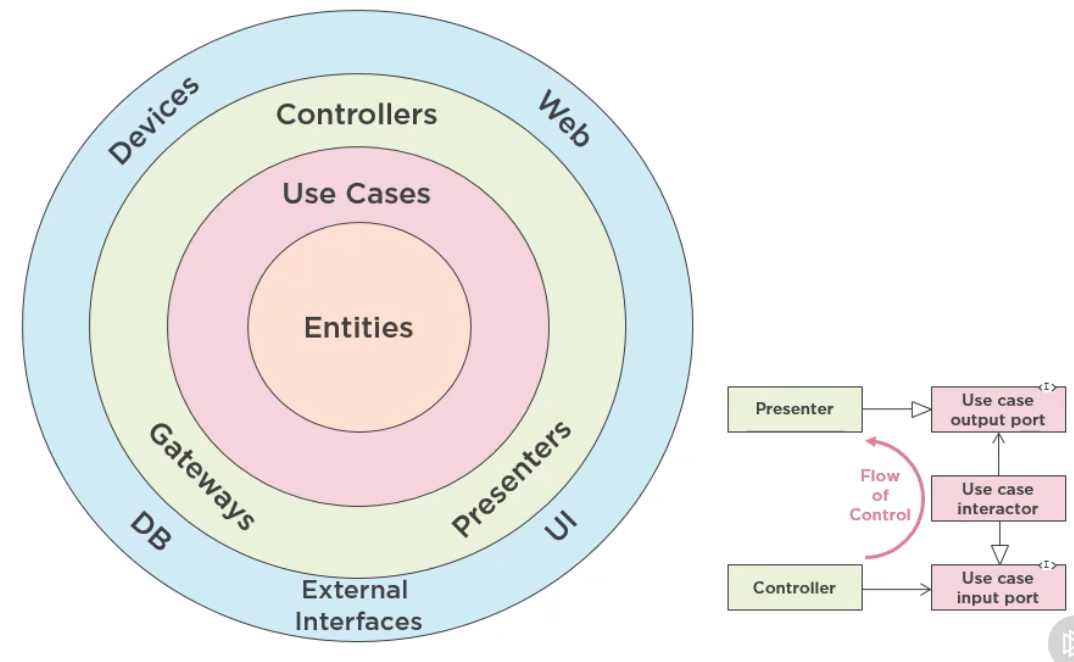 Devices
Web
Controllers
Use Cases
Entities
Gateways
Presenters
DB
UI
External
Interfaces
Presenter
<I>
Use case
output port
Flow
of
Control
Use case
interactor
Controller
<I>
Use case
input port